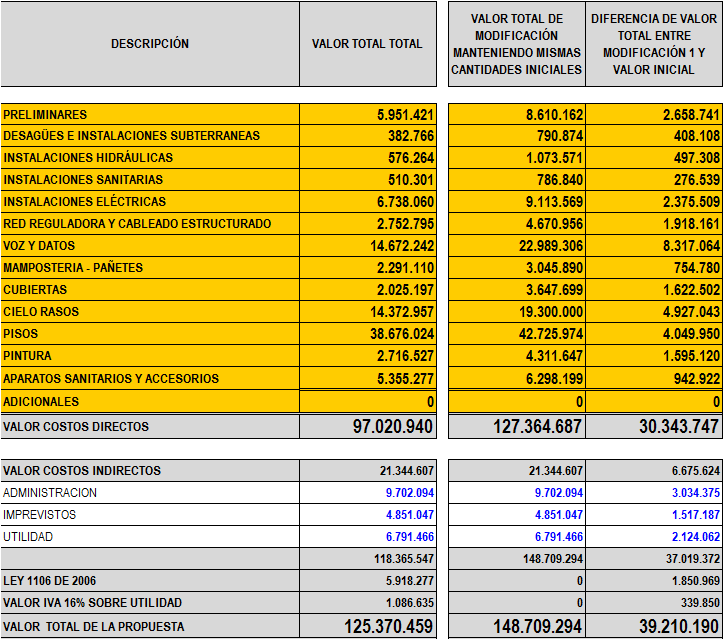 DESCRIPCIÓN VALOR TOTAL TOTAL VALOR TOTAL DE MODIFICACIÓN MANTENIENDO MISMAS CANTIDADES INICIALES DIFERENCIA DE VALOR TOTAL ENTRE MODIFICACIÓN 1 Y VALOR INICIAL
PRELIMINARES 5.951.421 8.610.162 2.658.741
DESAGÜES E INSTALACIONES SUBTERRANEAS 382.766 790.874 408.108
INSTALACIONES HIDRÁULICAS 576.264 1.073.571 497.308
INSTALACIONES SANITARIAS 510.301 786.840 276.539
INSTALACIONES ELÉCTRICAS 6.738.060 9.113.569 2.375.509
RED REGULADORA Y CABLEADO ESTRUCTURADO 2.752.795 4.670.956 1.918.161
VOZ Y DATOS 14.672.242 22.989.306 8.317.064
MAMPOSTERIA - PAÑETES 2.291.110 3.045.890 754.780
CUBIERTAS 2.025.197 3.647.699 1.622.502
CIELO RASOS 14.372.957 19.300.000 4.927.043
PISOS 38.676.024 42.725.974 4.049.950
PINTURA 2.716.527 4.311.647 1.595.120
APARATOS SANITARIOS Y ACCESORIOS 5.355.277 6.298.199 942.922
ADICIONALES 0 0 0
VALOR COSTOS DIRECTOS 97.020.940 127.364.687 30.343.747
VALOR COSTOS INDIRECTOS 21.344.607 21.344.607 6.675.624
ADMINISTRACION 9.702.094 9.702.094 3.034.375
IMPREVISTOS 4.851.047 4.851.047 1.517.187
UTILIDAD 6.791.466 6.791.466 2.124.062
118.365.547 148.709.294 37.019.372
LEY 1106 DE 2006 5.918.277 0 1.850.969
VALOR IVA 16% SOBRE UTILIDAD 1.086.635 0 339.850
VALOR TOTAL DE LA PROPUESTA 125.370.459 148.709.294 39.210.190